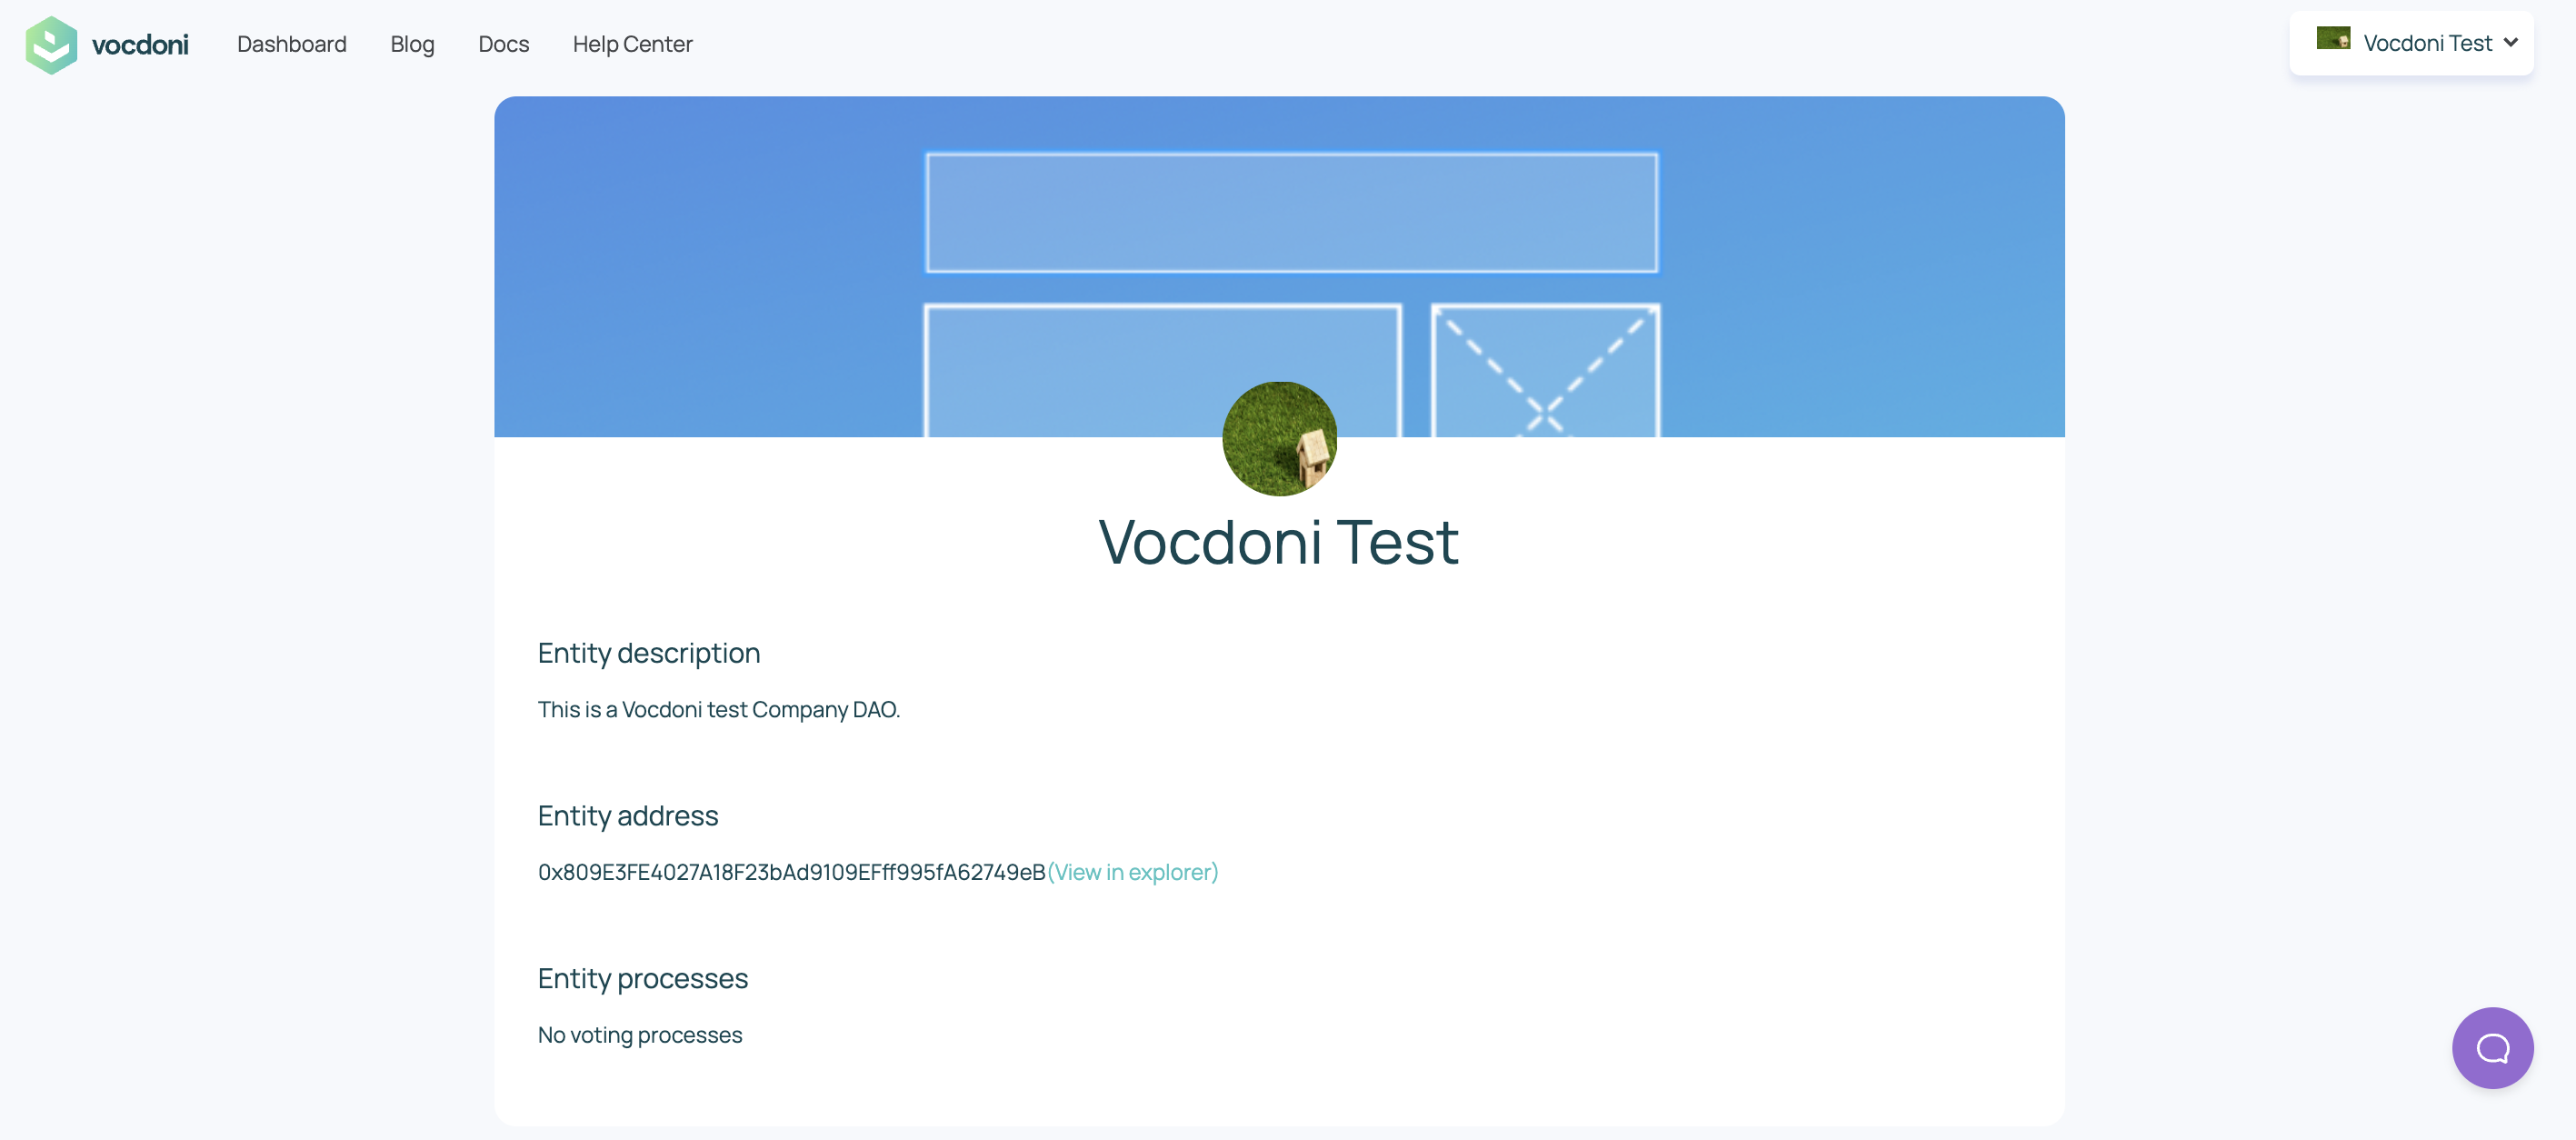 vocdoni Dashboard Blog Docs Help Center Vocdoni Test
Vocdoni Test
Entity description
This is a Vocdoni test Company DAO.
Entity address
0x809E3FE4027A18F23bAd9109EFff995fA62749eB(View in explorer)
Entity processes
No voting processes